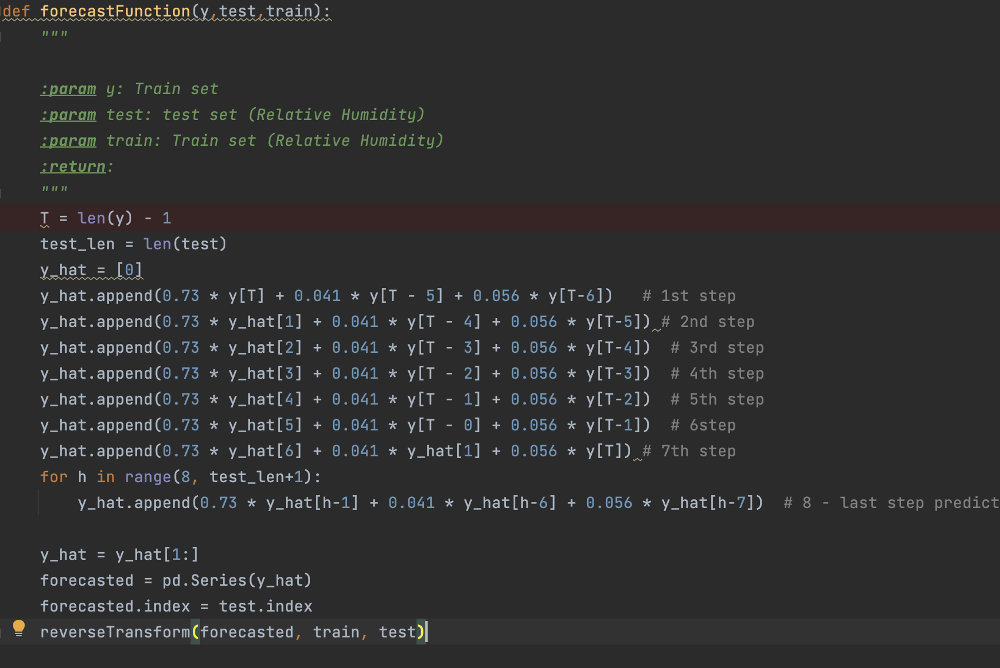 def forecastFunction(y,test,train):
    """

    :param y: Train set
    :param test: test set (Relative Humidity)
    :param train: Train set (Relative Humidity)
    :return:
    """
    T = len(y) - 1
    test_len = len(test)
    y_hat = [0]
    y_hat.append(0.73 * y[T] + 0.041 * y[T - 5] + 0.056 * y[T-6])   # 1st step
    y_hat.append(0.73 * y_hat[1] + 0.041 * y[T - 4] + 0.056 * y[T-5]) # 2nd step
    y_hat.append(0.73 * y_hat[2] + 0.041 * y[T - 3] + 0.056 * y[T-4])  # 3rd step
    y_hat.append(0.73 * y_hat[3] + 0.041 * y[T - 2] + 0.056 * y[T-3])  # 4th step
    y_hat.append(0.73 * y_hat[4] + 0.041 * y[T - 1] + 0.056 * y[T-2])  # 5th step
    y_hat.append(0.73 * y_hat[5] + 0.041 * y[T - 0] + 0.056 * y[T-1])  # 6step
    y_hat.append(0.73 * y_hat[6] + 0.041 * y_hat[1] + 0.056 * y[T]) # 7th step
    for h in range(8, test_len+1):
        y_hat.append(0.73 * y_hat[h-1] + 0.041 * y_hat[h-6] + 0.056 * y_hat[h-7])  # 8 - last step predict

    y_hat = y_hat[1:]
    forecasted = pd.Series(y_hat)
    forecasted.index = test.index
    reverseTransform(forecasted, train, test)